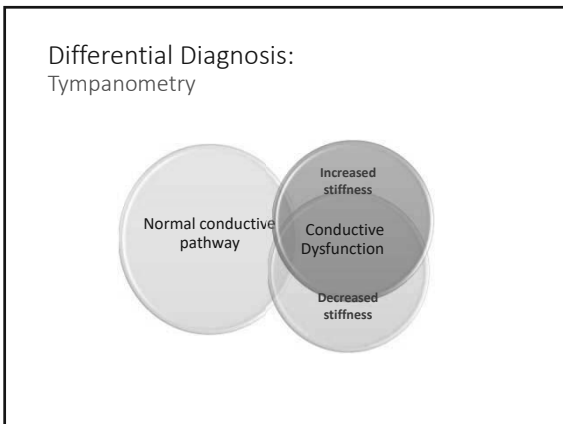 Differential Diagnosis:
Tympanometry
Increased
stiffness
Normal conductive
pathway
Conductive
Dysfunction
Decreased
stiffness